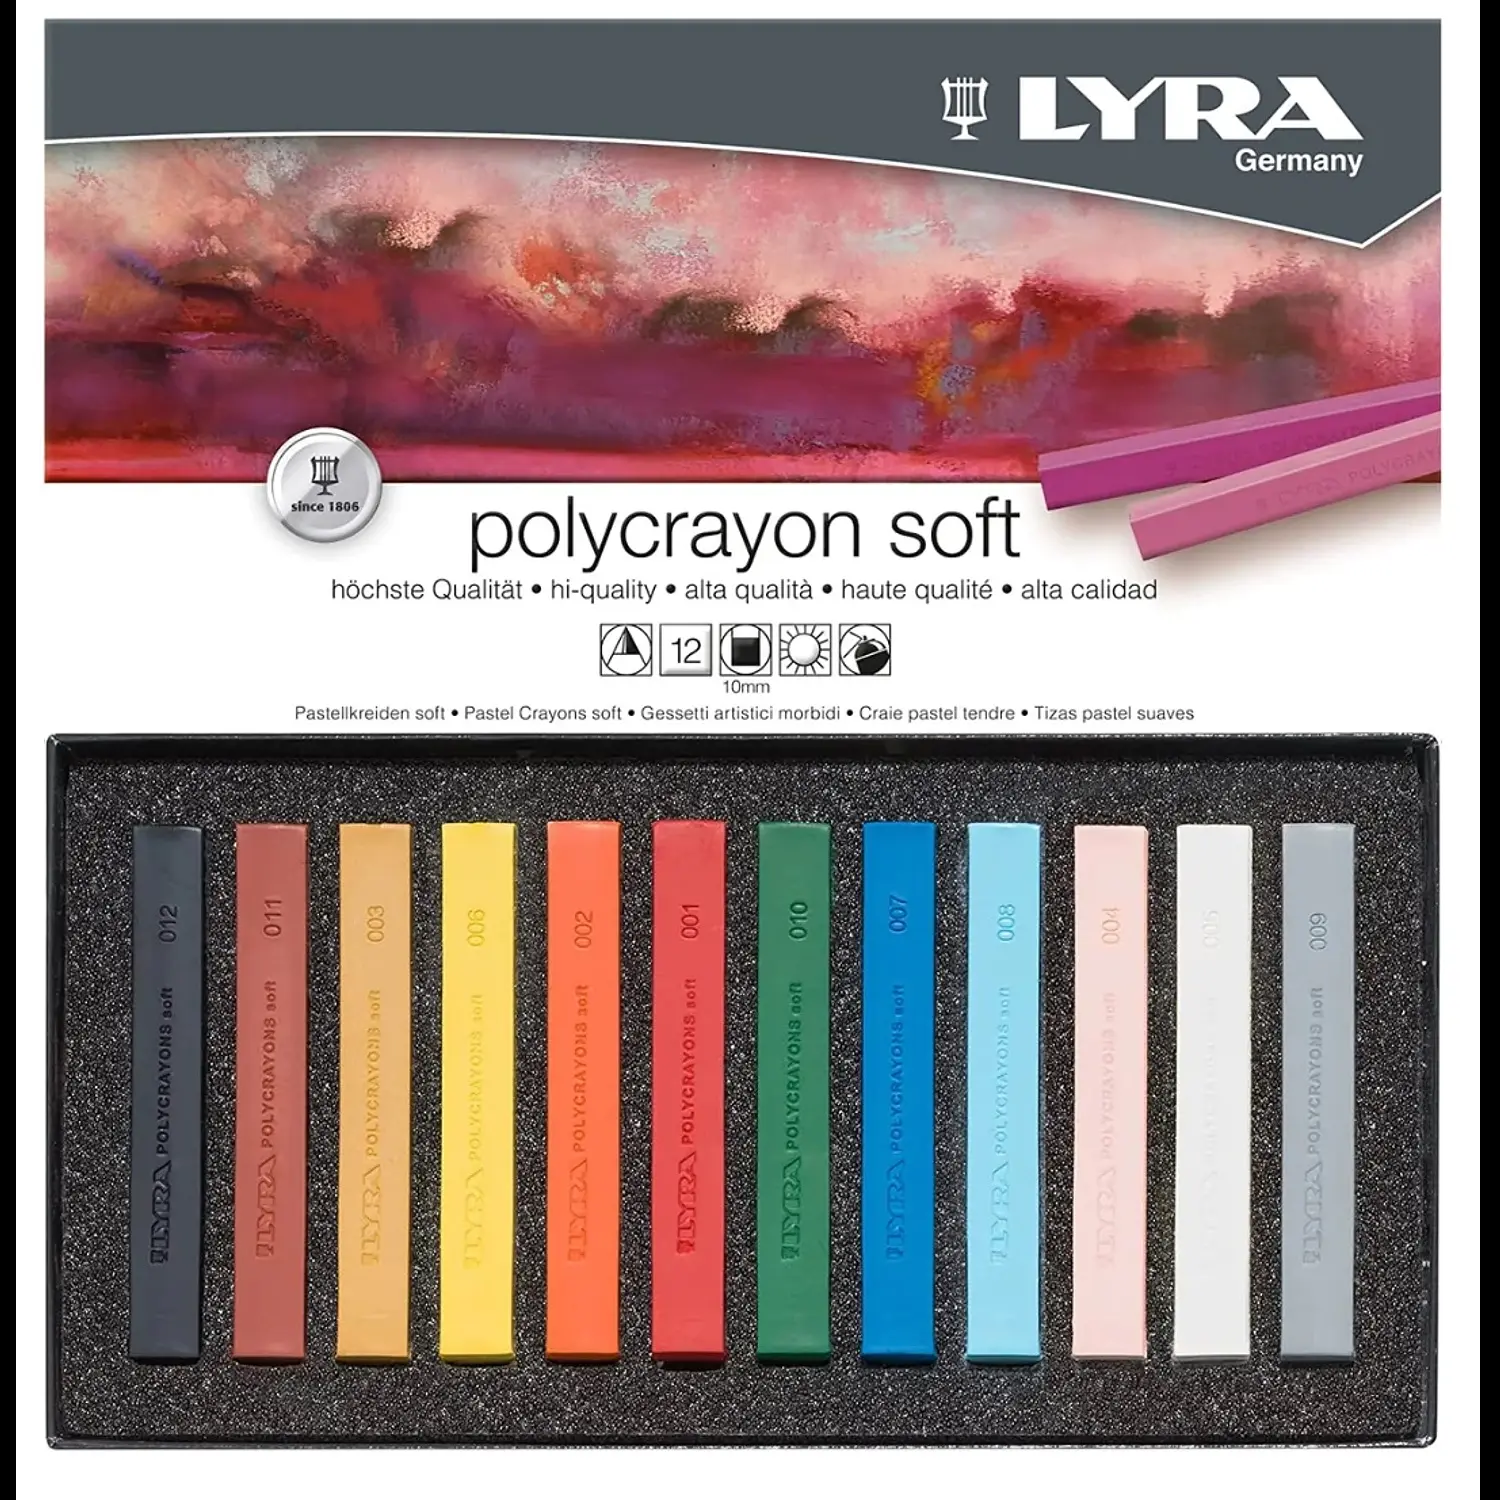 LYRA
Germany
LYRA POLYCRAY
since 1806
polycrayon soft
höchste Qualität • hi-quality • alta qualità • haute qualité • alta calidad
12
10mm
Pastellkreiden soft • Pastel Crayons soft • Gessetti artistici morbidi • Craie pastel tendre • Tizas pastel suaves
LYRA POLYCRAYONS soft 012
LYRA POLYCRAYONS soft 011
LYRA POLYCRAYONS soft 003
LYRA POLYCRAYONS soft 006
LYRA POLYCRAYONS soft 002
LYRA POLYCRAYONS soft 001
LYRA POLYCRAYONS soft 010
LYRA POLYCRAYONS soft 007
LYRA POLYCRAYONS soft 008
LYRA POLYCRAYONS soft 004
005
LYRA POLYCRAYONS soft 009